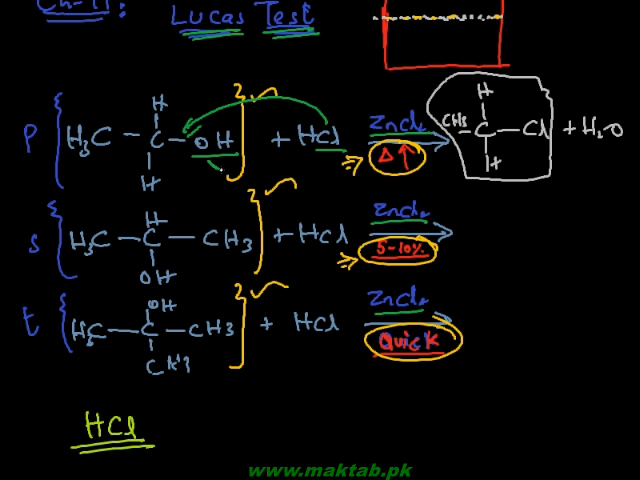 Ch-11: Lucas Test
P H₃C - C - OH + HCl ZnCl₂ CH₃ - C - Cl + H₂O
H H Δ↑ H H
S H₃C - C - CH₃ + HCl ZnCl₂
H OH 5-10%
t H₃C - C - CH₃ + HCl ZnCl₂
OH CH3 Quick
HCl
www.maktab.pk